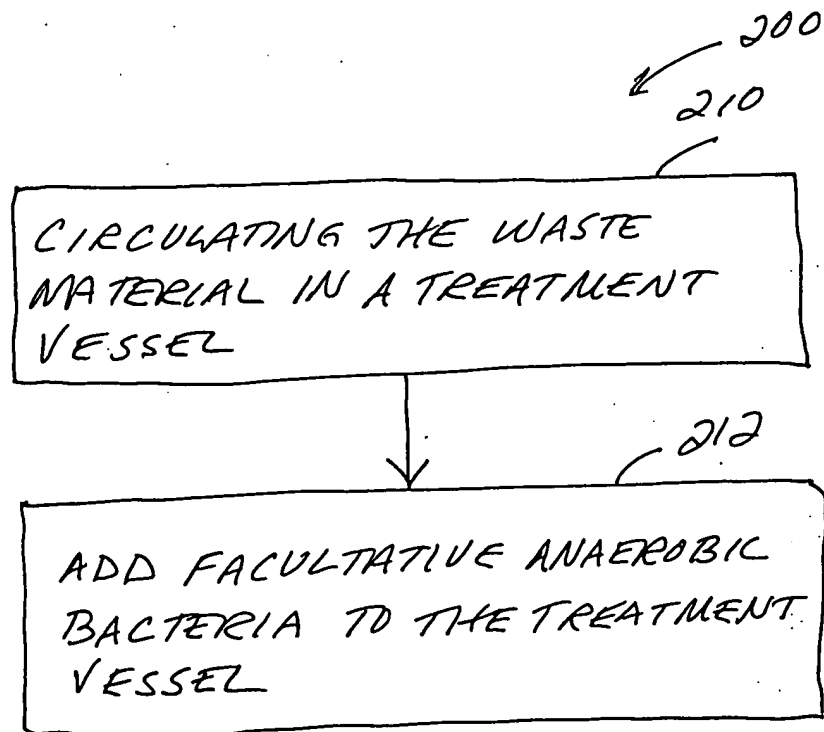 200
210
CIRCULATING THE WASTE
MATERIAL IN A TREATMENT
VESSEL
212
ADD FACULTATIVE ANAEROBIC
BACTERIA TO THE TREATMENT
VESSEL